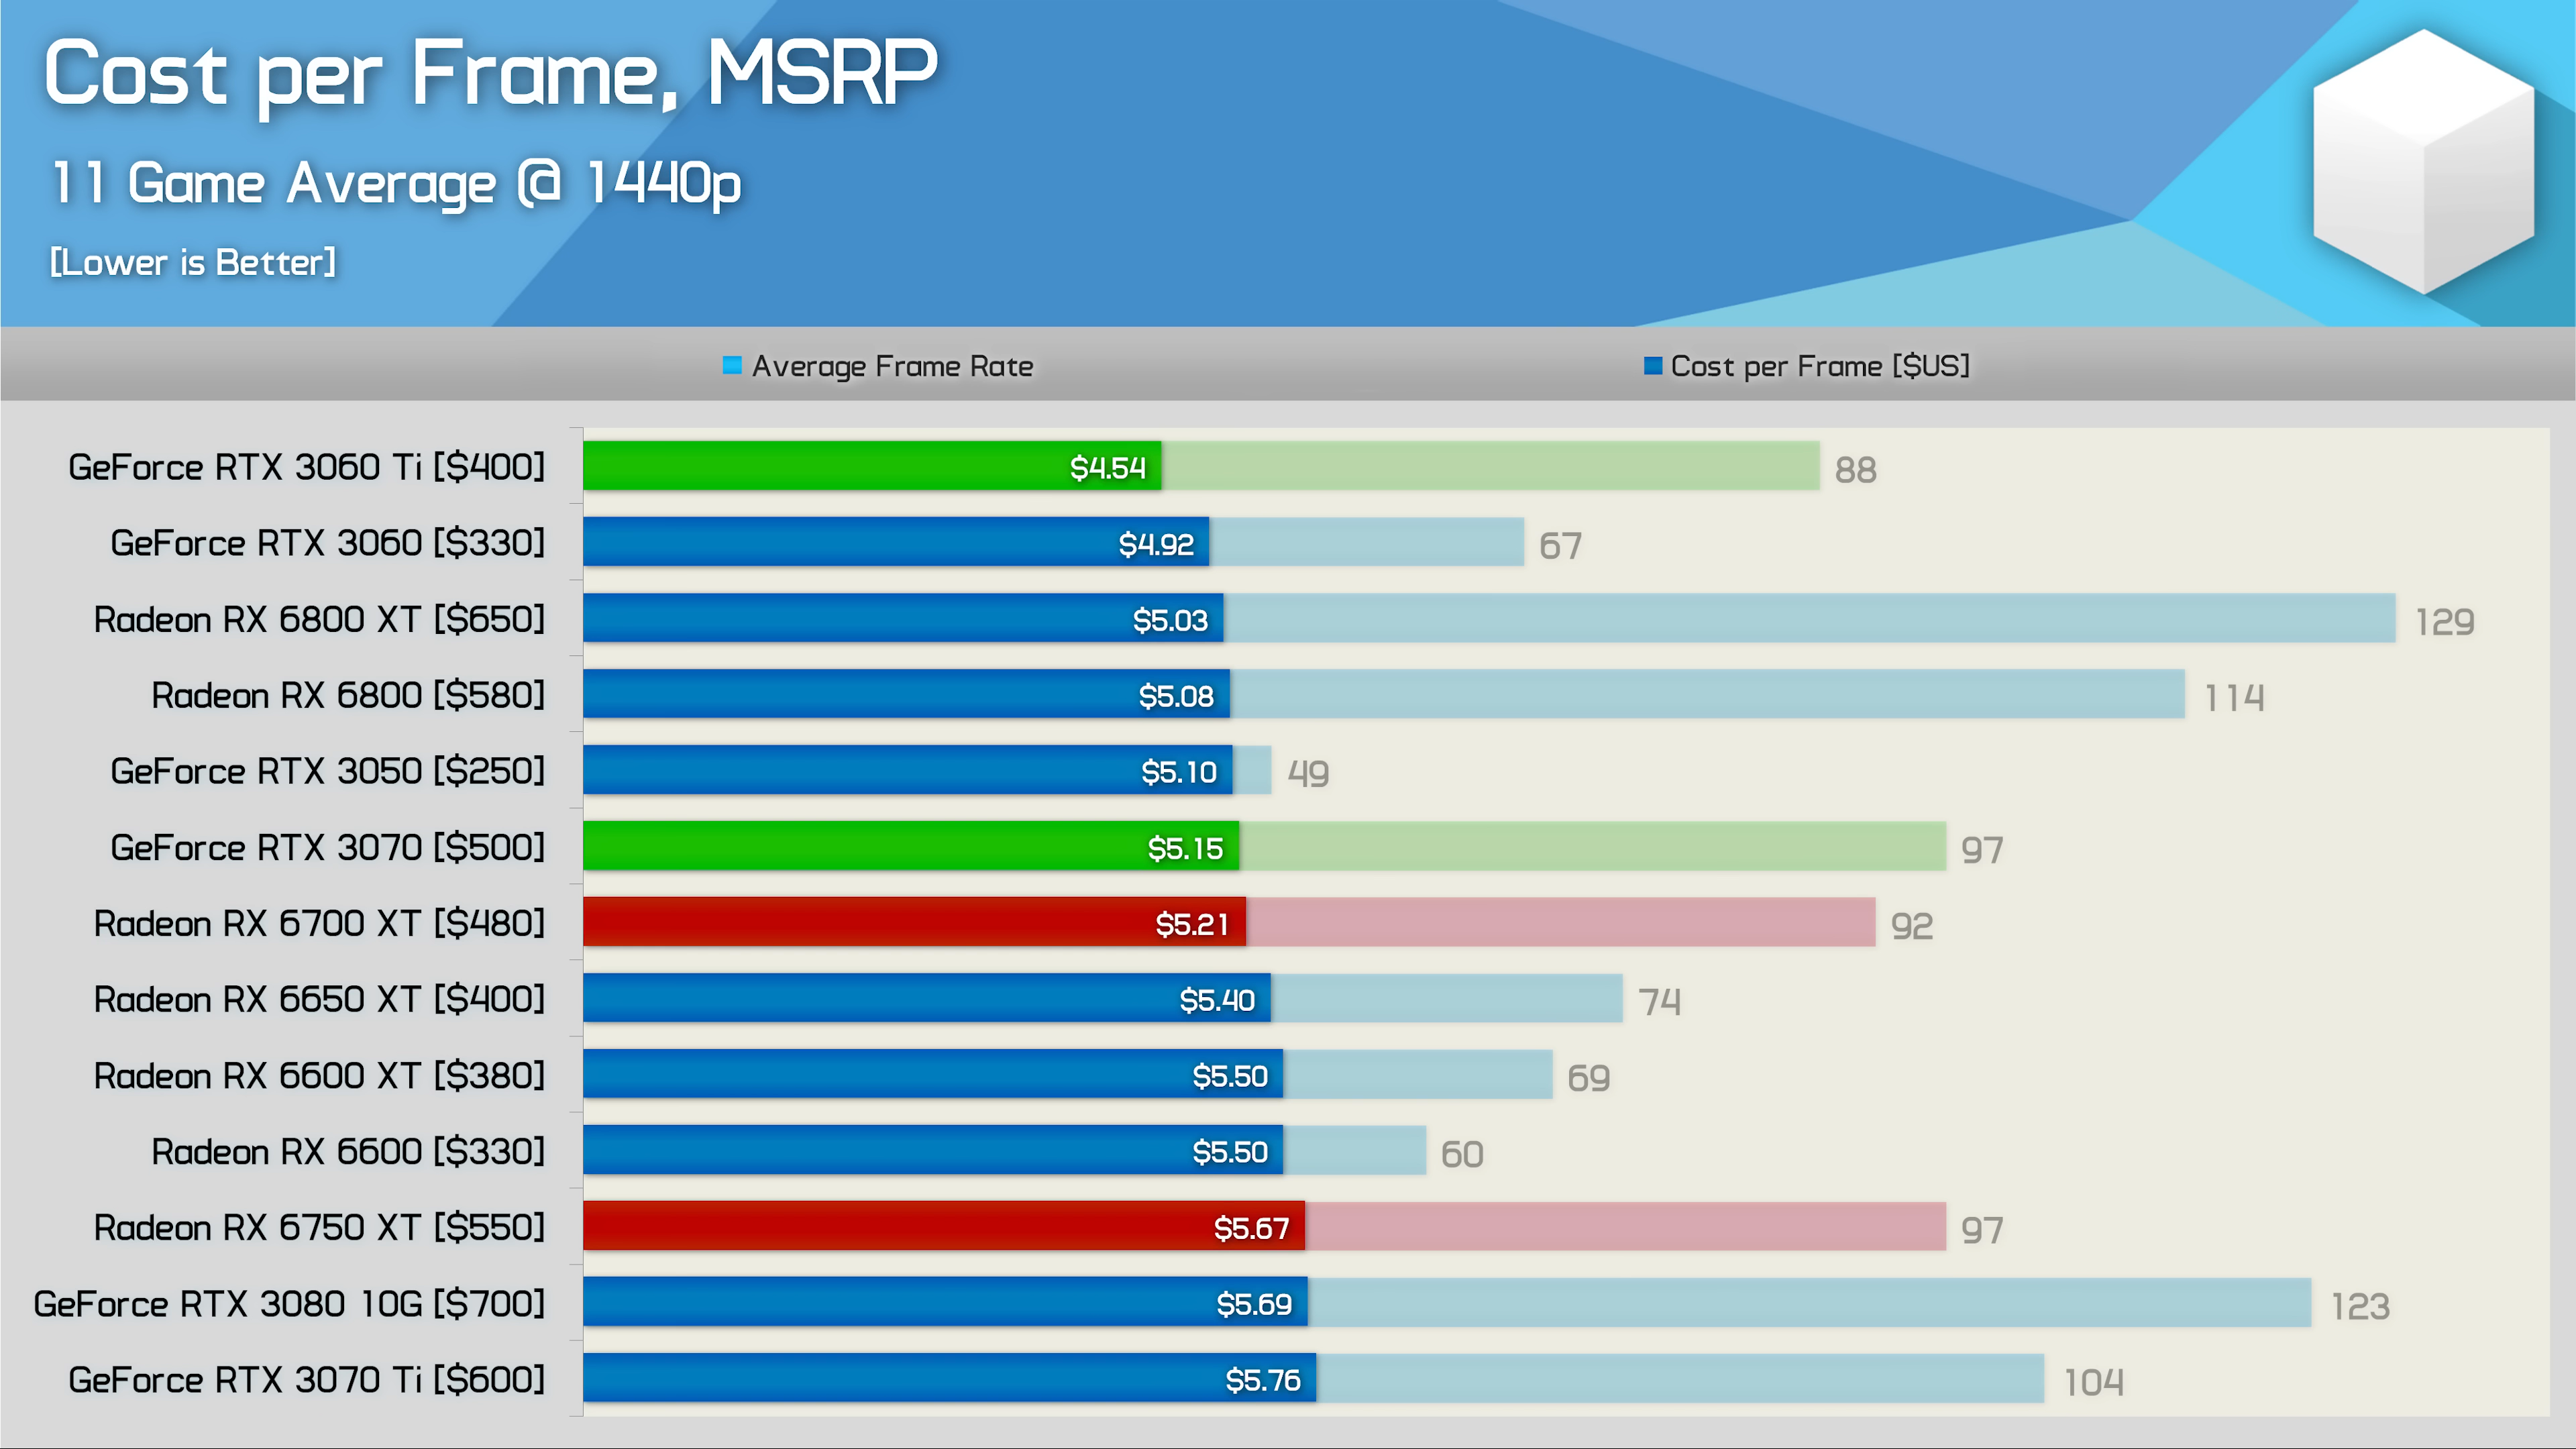 Cost per Frame, MSRP
11 Game Average @ 1440p
[Lower is Better]
Average Frame Rate Cost per Frame [$US]
GeForce RTX 3060 Ti [$400] $4.54 88
GeForce RTX 3060 [$330] $4.92 67
Radeon RX 6800 XT [$650] $5.03 129
Radeon RX 6800 [$580] $5.08 114
GeForce RTX 3050 [$250] $5.10 49
GeForce RTX 3070 [$500] $5.15 97
Radeon RX 6700 XT [$480] $5.21 92
Radeon RX 6650 XT [$400] $5.40 74
Radeon RX 6600 XT [$380] $5.50 69
Radeon RX 6600 [$330] $5.50 60
Radeon RX 6750 XT [$550] $5.67 97
GeForce RTX 3080 10G [$700] $5.69 123
GeForce RTX 3070 Ti [$600] $5.76 104